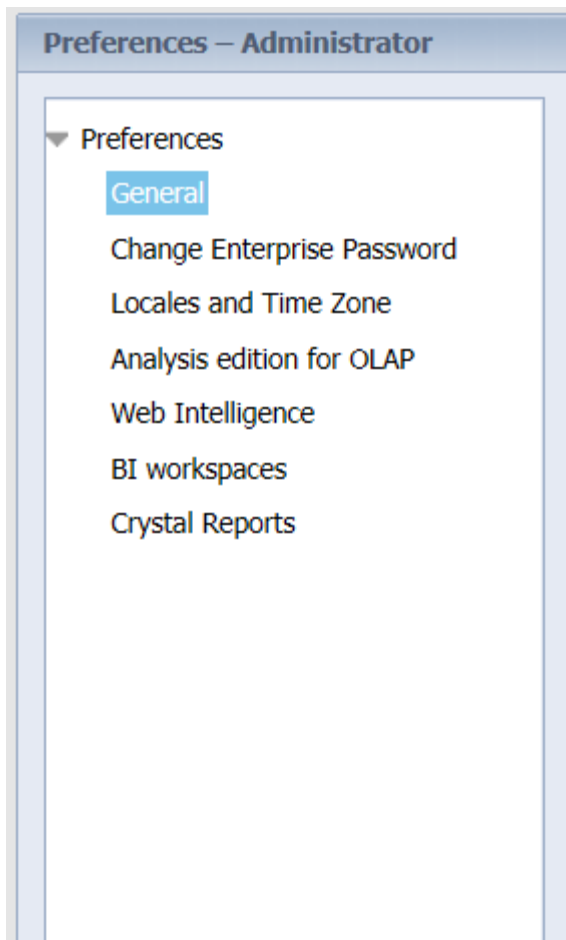 Preferences – Administrator
Preferences
General
Change Enterprise Password
Locales and Time Zone
Analysis edition for OLAP
Web Intelligence
BI workspaces
Crystal Reports